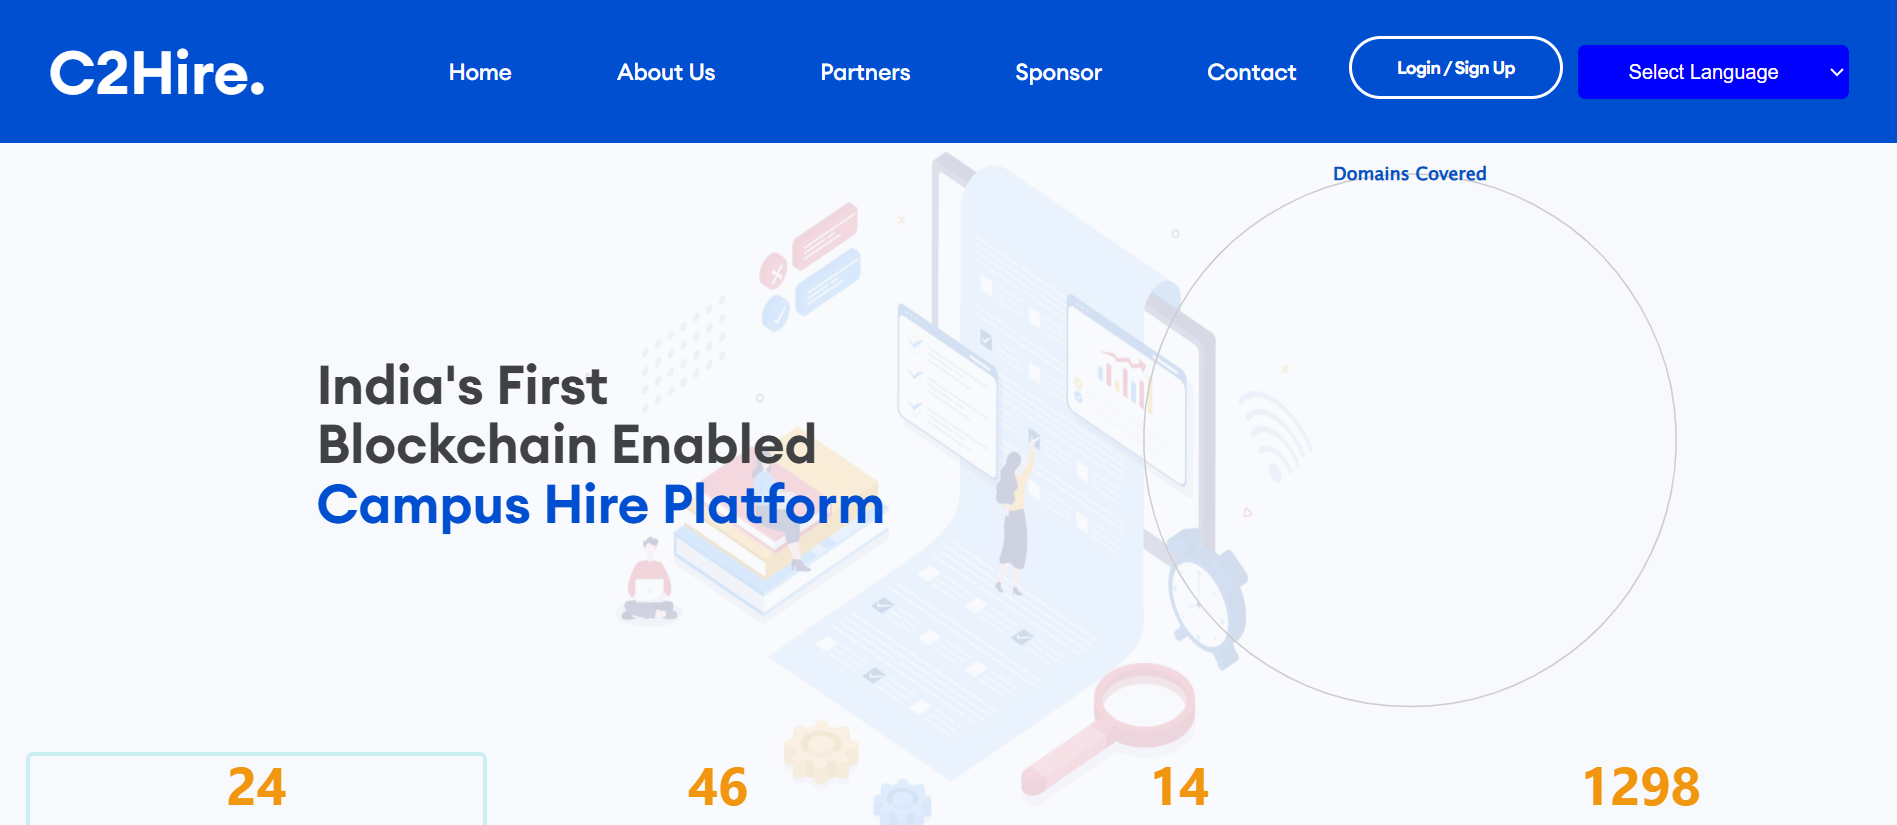 C2Hire.
Home
About Us
Partners
Sponsor
Contact
Login / Sign Up
Select Language
Domains Covered
India's First
Blockchain Enabled
Campus Hire Platform
24
46
14
1298